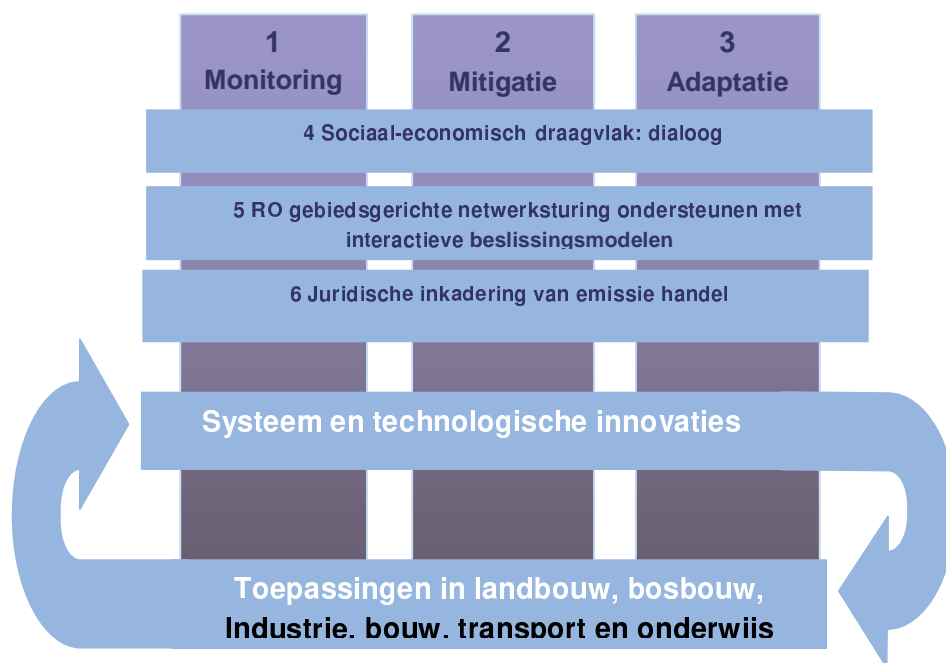 1
Monitoring
2
Mitigatie
3
Adaptatie
4 Sociaal-economisch draagvlak: dialoog
5 RO gebiedsgerichte netwerksturing ondersteunen met
interactieve beslissingsmodelen
6 Juridische inkadering van emissie handel
Systeem en technologische innovaties
Toepassingen in landbouw, bosbouw,
Industrie, bouw, transport en onderwijs